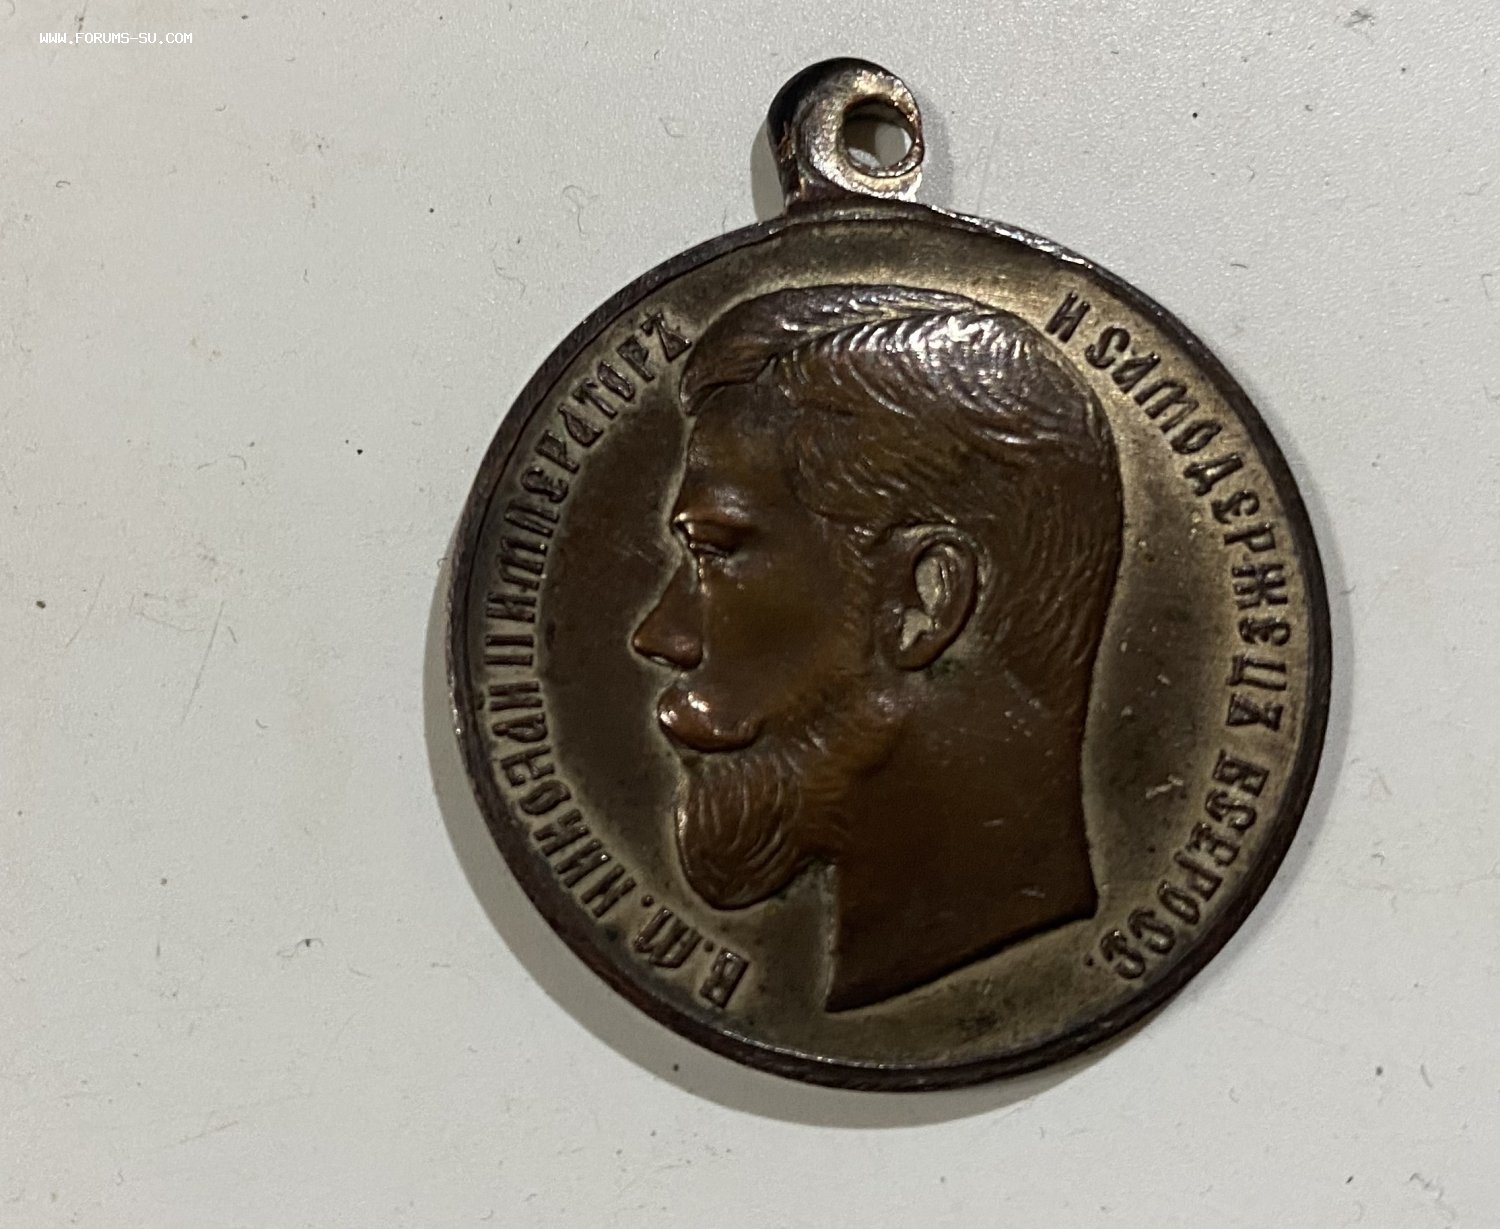 WWW.FORUMS-SU.COM
Б.М. НИКОЛАЙ II ИМПЕРАТОРЪ
И САМОДЕРЖЕЦЪ ВСЕРОСС.